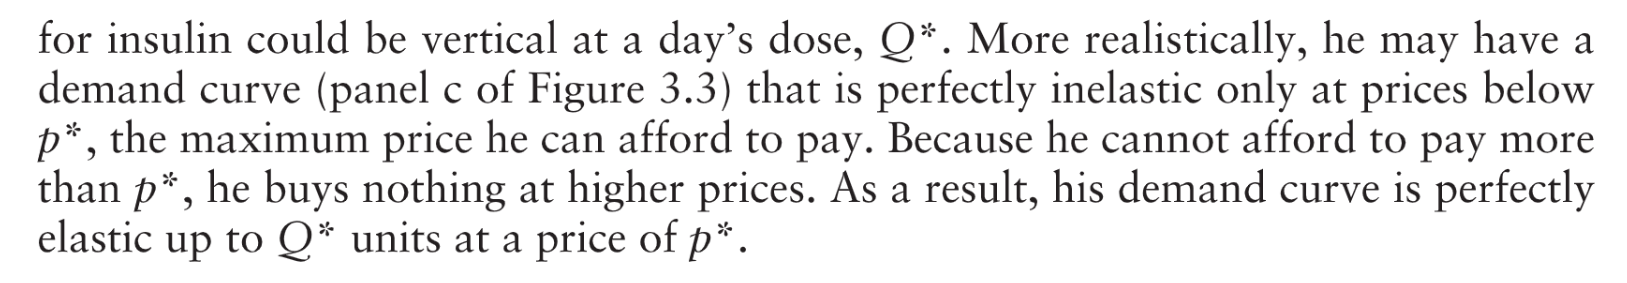 for insulin could be vertical at a day’s dose, Q*. More realistically, he may have a
demand curve (panel c of Figure 3.3) that is perfectly inelastic only at prices below
p*, the maximum price he can afford to pay. Because he cannot afford to pay more
than p*, he buys nothing at higher prices. As a result, his demand curve is perfectly
elastic up to Q* units at a price of p*.